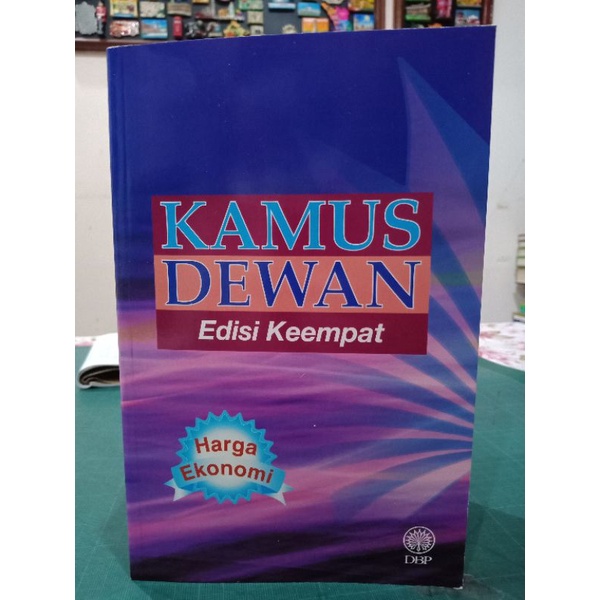 KAMUS
DEWAN
Edisi Keempat
Harga
Ekonomi
DBP